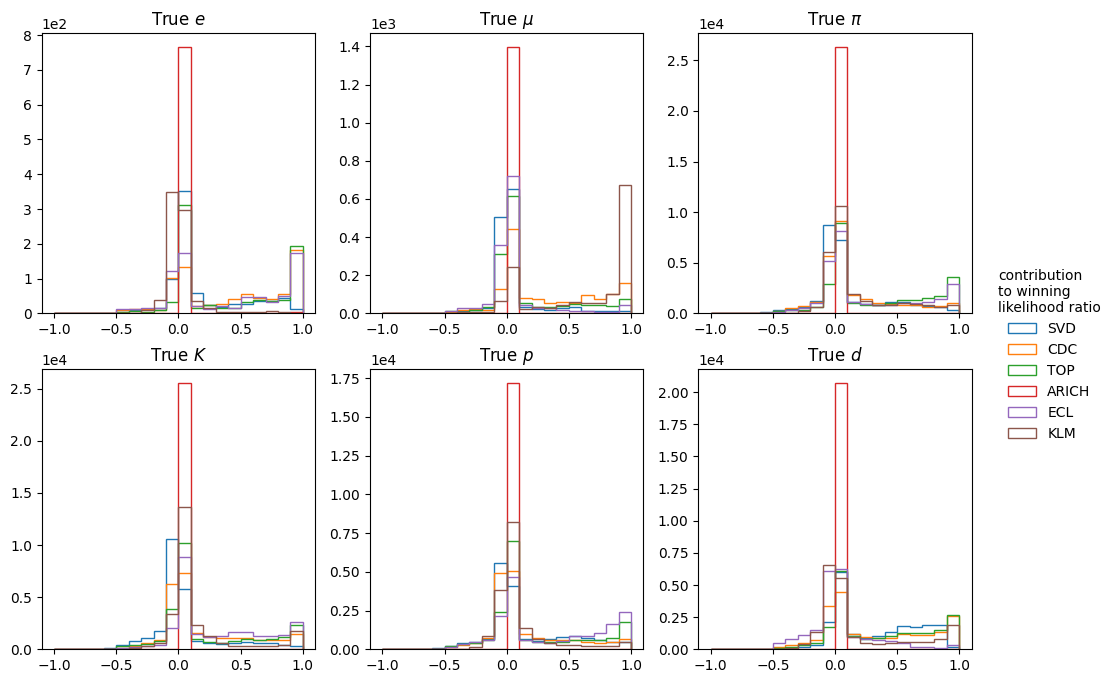 True e
True μ
True π
1e2
1e3
1e4
8
7
6
5
4
3
2
1
0
1.4
1.2
1.0
0.8
0.6
0.4
0.2
0.0
2.5
2.0
1.5
1.0
0.5
0.0
−1.0 −0.5 0.0 0.5 1.0
−1.0 −0.5 0.0 0.5 1.0
−1.0 −0.5 0.0 0.5 1.0
contribution
to winning
likelihood ratio
SVD
CDC
TOP
ARICH
ECL
KLM
True K
True p
True d
1e4
1e4
1e4
2.5
2.0
1.5
1.0
0.5
0.0
1.75
1.50
1.25
1.00
0.75
0.50
0.25
0.00
2.00
1.75
1.50
1.25
1.00
0.75
0.50
0.25
0.00
−1.0 −0.5 0.0 0.5 1.0
−1.0 −0.5 0.0 0.5 1.0
−1.0 −0.5 0.0 0.5 1.0